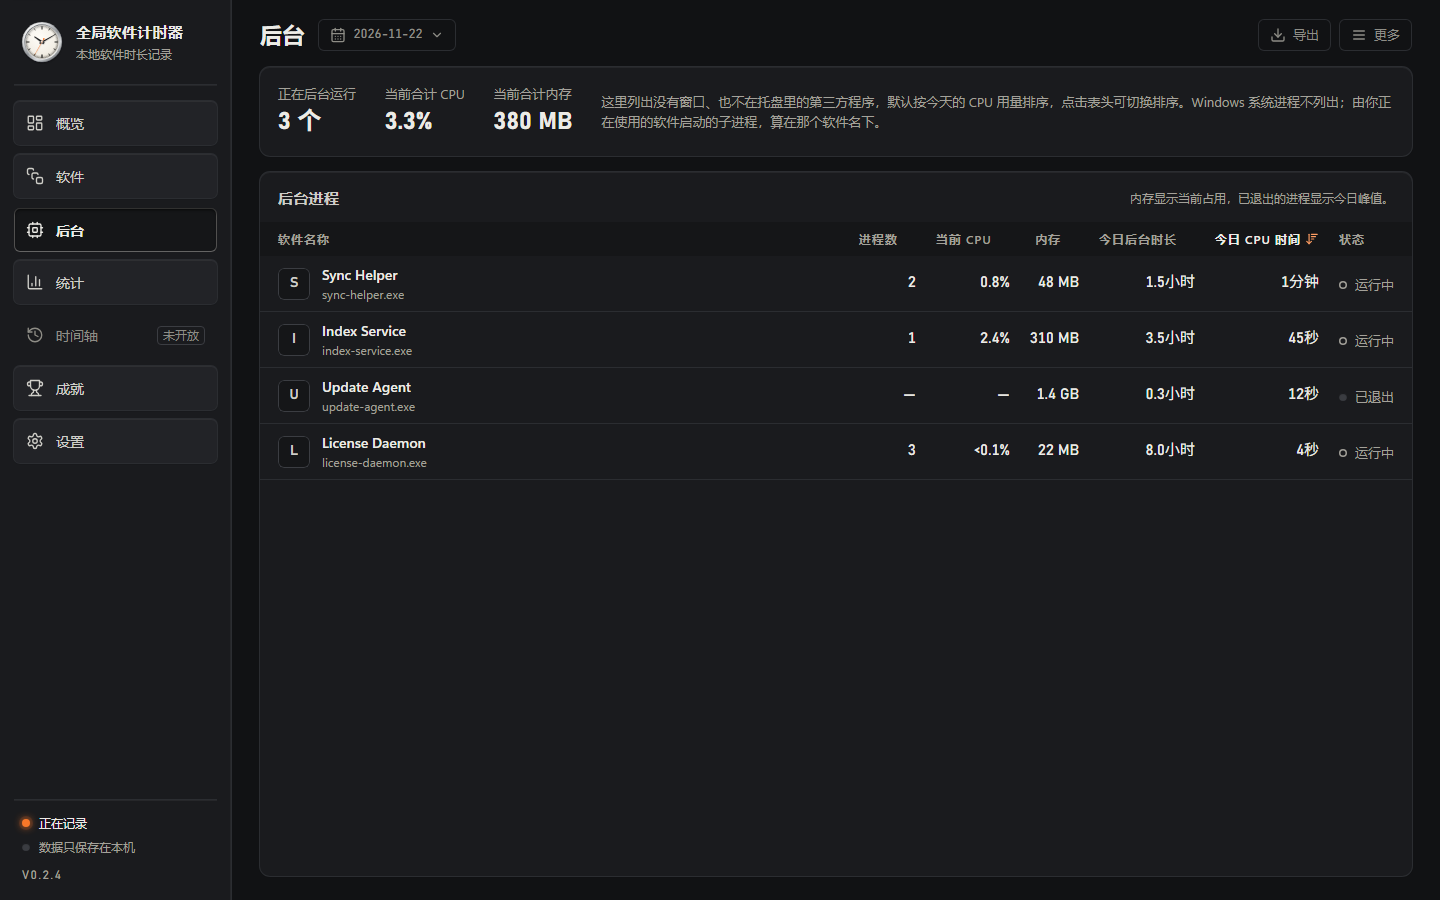 全局软件计时器
本地软件时长记录
概览
软件
后台
统计
时间轴 未开放
成就
设置
正在记录
数据只保存在本机
V0.2.4
后台 2026-11-22 导出 更多
正在后台运行 当前合计 CPU 当前合计内存
3 个 3.3% 380 MB
这里列出没有窗口、也不在托盘里的第三方程序，默认按今天的 CPU 用量排序，点击表头可切换排序。Windows 系统进程不列出；由你正
在使用的软件启动的子进程，算在那个软件名下。
后台进程 内存显示当前占用，已退出的进程显示今日峰值。
软件名称 进程数 当前 CPU 内存 今日后台时长 今日 CPU 时间 状态
S Sync Helper 2 0.8% 48 MB 1.5小时 1分钟 运行中
sync-helper.exe
I Index Service 1 2.4% 310 MB 3.5小时 45秒 运行中
index-service.exe
U Update Agent — — 1.4 GB 0.3小时 12秒 已退出
update-agent.exe
L License Daemon 3 <0.1% 22 MB 8.0小时 4秒 运行中
license-daemon.exe